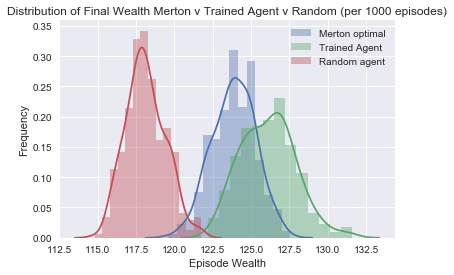 Distribution of Final Wealth Merton v Trained Agent v Random (per 1000 episodes)
0.35
0.30
0.25
0.20
0.15
0.10
0.05
0.00
Frequency
Merton optimal
Trained Agent
Random agent
112.5 115.0 117.5 120.0 122.5 125.0 127.5 130.0 132.5
Episode Wealth